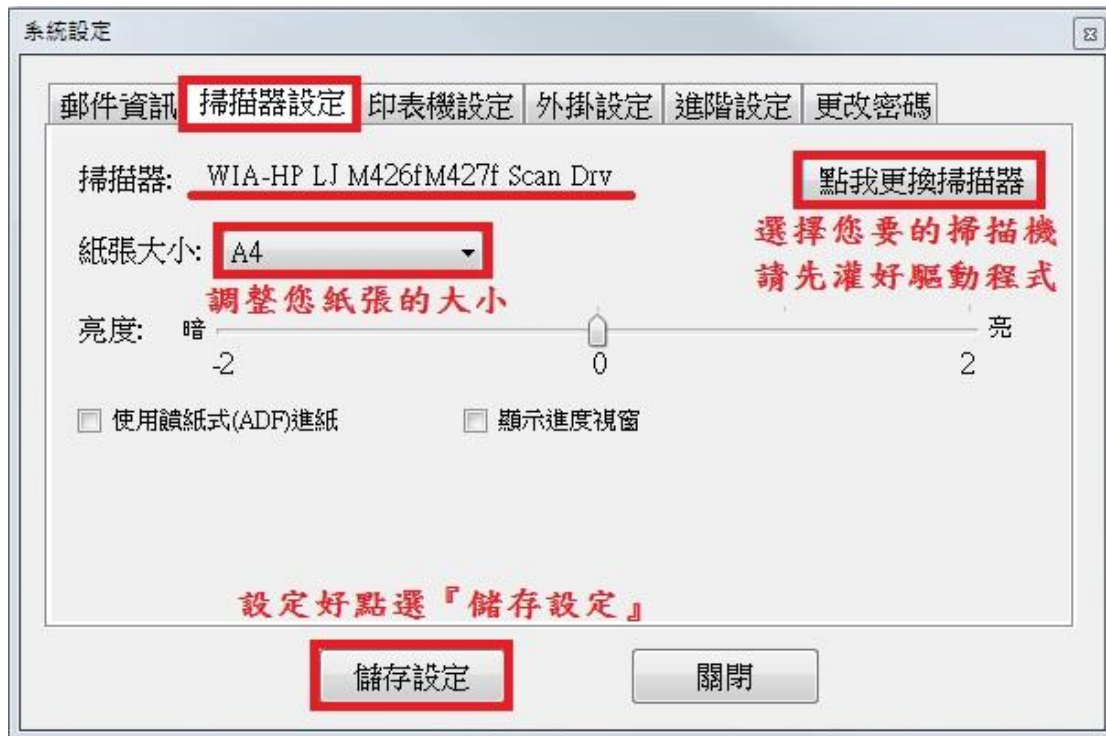 系統設定
郵件資訊 掃描器設定 印表機設定 外掛設定 進階設定 更改密碼
掃描器: WIA-HP LJ M426fM427f Scan Drv 點我更換掃描器
選擇您要的掃描機
紙張大小: A4
請先灌好驅動程式
調整您紙張的大小
亮度: 暗 亮
-2 0 2
使用饋紙式(ADF)進紙 顯示進度視窗
設定好點選『儲存設定』
儲存設定 關閉